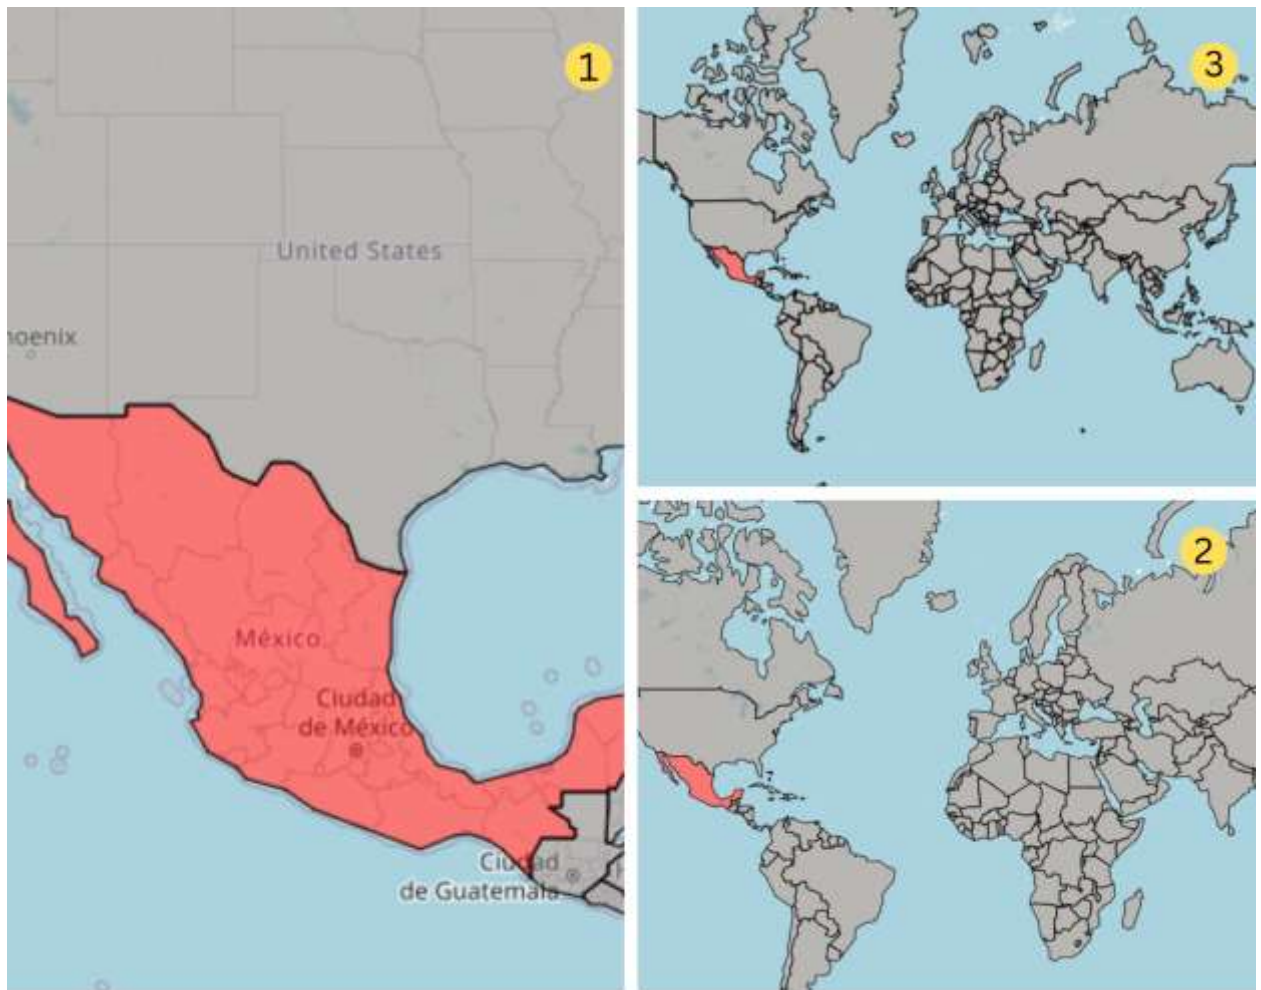 1
United States
hoenix
México
Ciudad
de México
Ciudad
de Guatemala
3
2